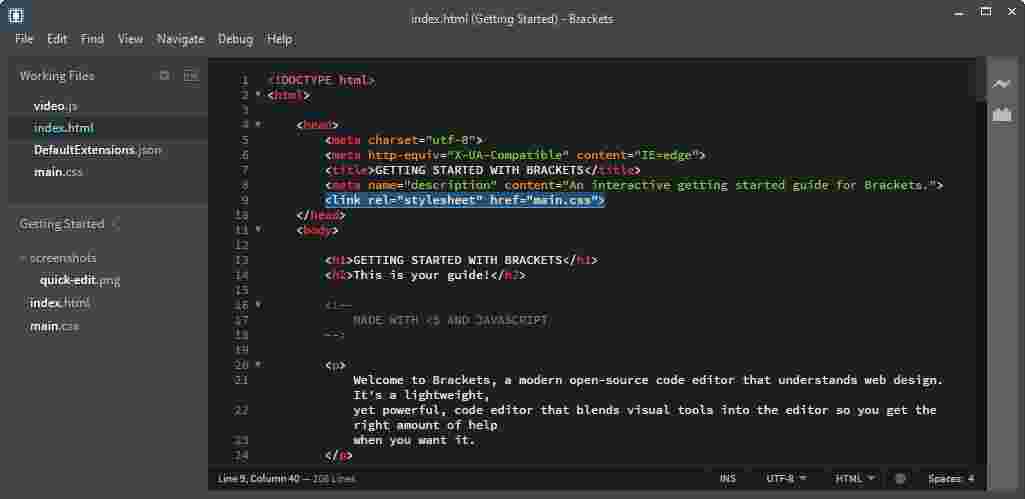 index.html (Getting Started) - Brackets
File Edit Find View Navigate Debug Help
Working Files
video.js
index.html
DefaultExtensions.json
main.css
Getting Started
screenshots
quick-edit.png
index.html
main.css
1 <!DOCTYPE html>
2 <html>
3
4 <head>
5 <meta charset="utf-8">
6 <meta http-equiv="X-UA-Compatible" content="IE=edge">
7 <title>GETTING STARTED WITH BRACKETS</title>
8 <meta name="description" content="An interactive getting started guide for Brackets.">
9 <link rel="stylesheet" href="main.css">
10 </head>
11 <body>
12
13 <h1>GETTING STARTED WITH BRACKETS</h1>
14 <h2>This is your guide!</h2>
15
16 <!--
17 MADE WITH <3 AND JAVASCRIPT
18 -->
19
20 <p>
21 Welcome to Brackets, a modern open-source code editor that understands web design.
It's a lightweight,
22 yet powerful, code editor that blends visual tools into the editor so you get the
right amount of help
23 when you want it.
24 </p>
Line 9, Column 40 — 208 Lines
INS UTF-8 HTML Spaces: 4